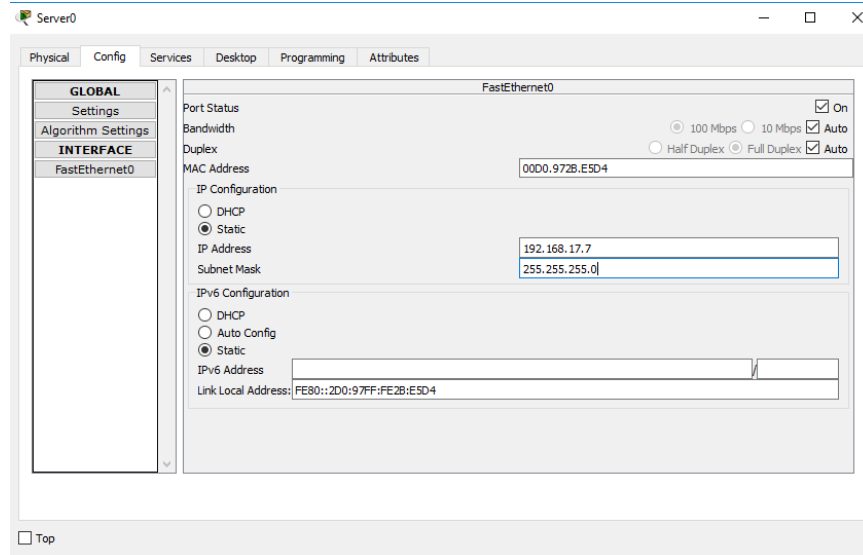 Server0
Physical Config Services Desktop Programming Attributes
GLOBAL
Settings
Algorithm Settings
INTERFACE
FastEthernet0
FastEthernet0
Port Status On
Bandwidth 100 Mbps 10 Mbps Auto
Duplex Half Duplex Full Duplex Auto
MAC Address 00D0.972B.E5D4
IP Configuration
DHCP
Static
IP Address 192.168.17.7
Subnet Mask 255.255.255.0
IPv6 Configuration
DHCP
Auto Config
Static
IPv6 Address /
Link Local Address: FE80::2D0:97FF:FE2B:E5D4
Top